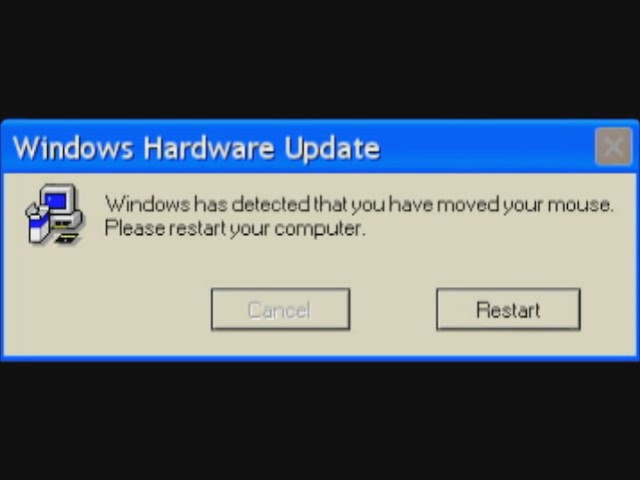 Windows Hardware Update
Windows has detected that you have moved your mouse.
Please restart your computer.
Cancel
Restart